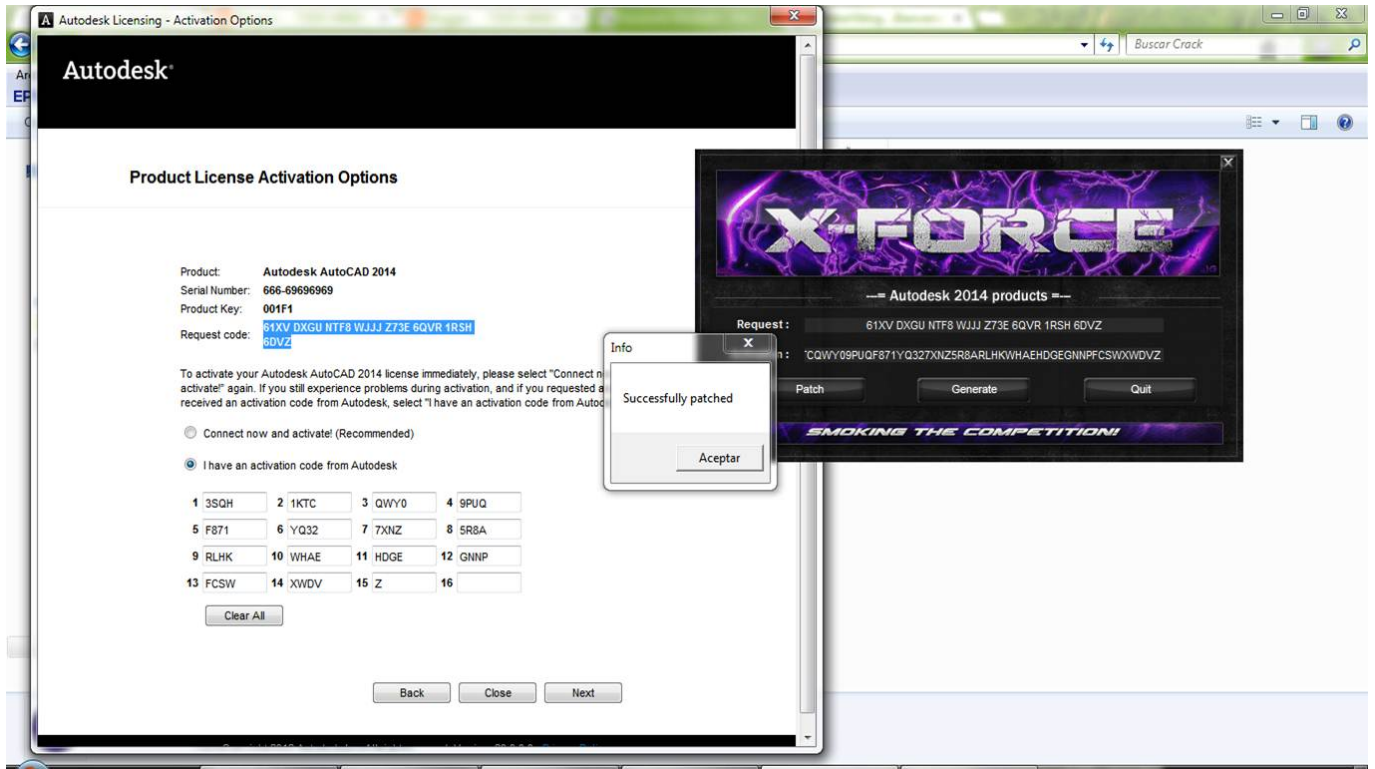 Autodesk Licensing - Activation Options
Buscar Crack
Autodesk
Product License Activation Options
Product: Autodesk AutoCAD 2014
Serial Number: 666-69696969
Product Key: 001F1
Request code: 61XV DXGU NTF8 WJJJ Z73E 6QVR 1RSH
6DVZ
To activate your Autodesk AutoCAD 2014 license immediately, please select "Connect
activate!" again. If you still experience problems during activation, and if you requested
received an activation code from Autodesk, select "I have an activation code from
Connect now and activate! (Recommended)
I have an activation code from Autodesk
1 3SQH 2 1KTC 3 QWY0 4 9PUQ
5 F871 6 YQ32 7 7XNZ 8 5R8A
9 RLHK 10 WHAE 11 HDGE 12 GNNP
13 FCSW 14 XWDV 15 Z 16
Clear All
Back Close Next
Info
Successfully patched
Aceptar
X-FORCE
---= Autodesk 2014 products =---
Request: 61XV DXGU NTF8 WJJJ Z73E 6QVR 1RSH 6DVZ
CQWY09PUQF871YQ327XNZ5R8ARLHKWHAEHDGEGNNPFCSWXWDVZ
Patch Generate Quit
SMOKING THE COMPETITION!